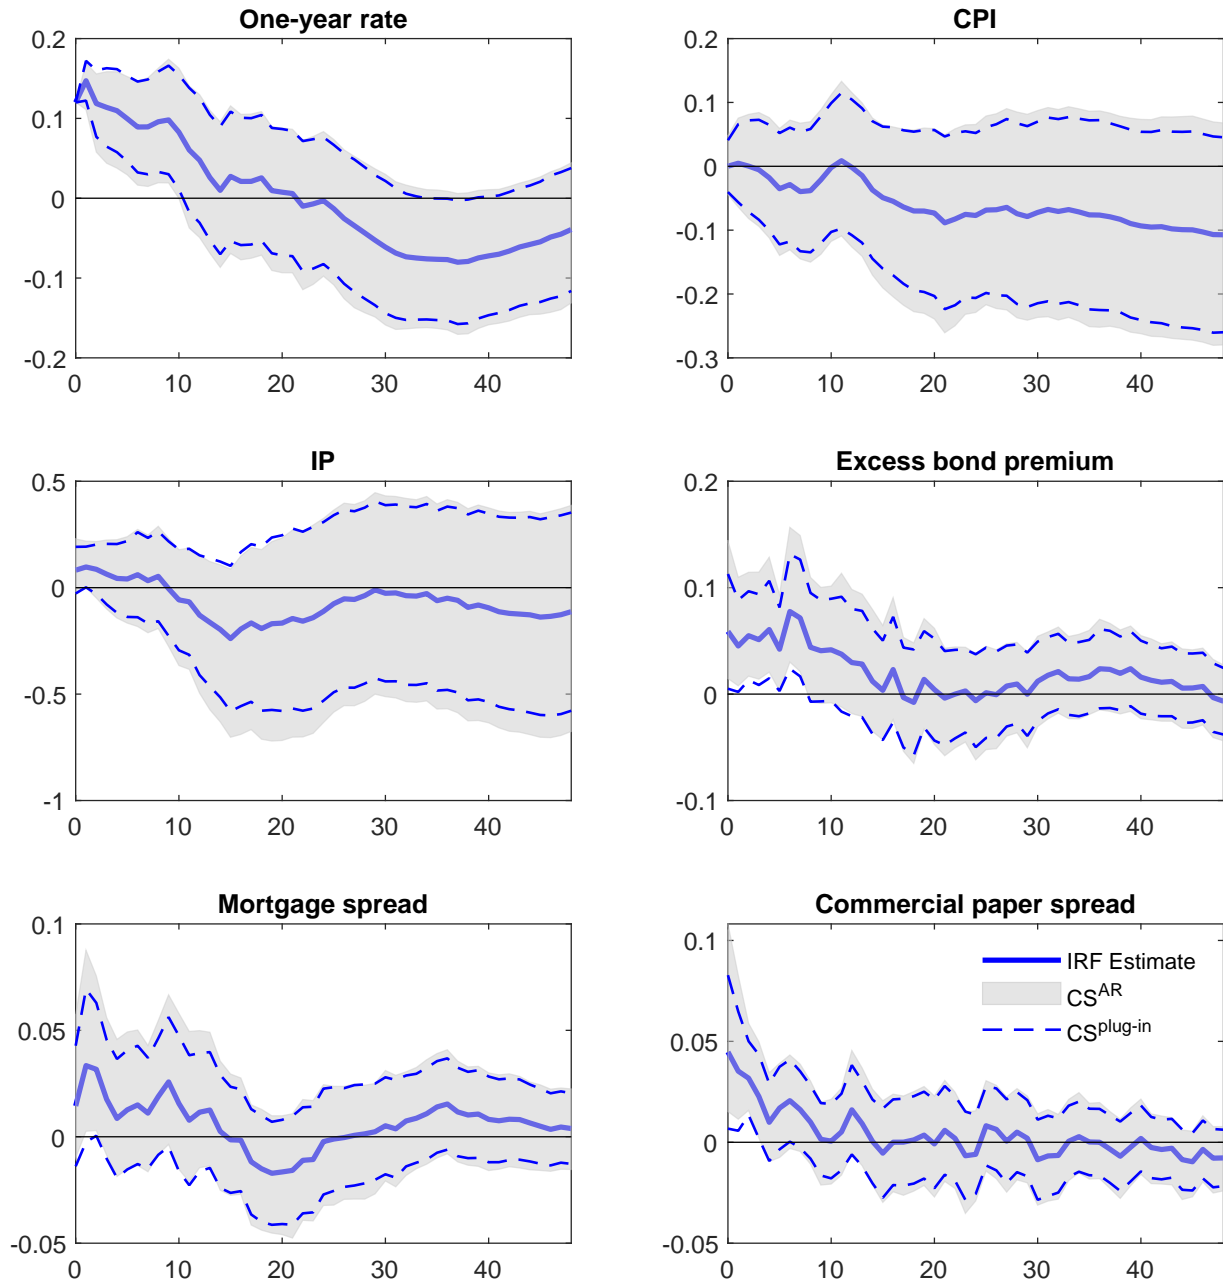 One-year rate
0.2
0.1
0
-0.1
-0.2
0 10 20 30 40
CPI
0.2
0.1
0
-0.1
-0.2
-0.3
0 10 20 30 40
IP
0.5
0
-0.5
-1
0 10 20 30 40
Excess bond premium
0.2
0.1
0
-0.1
0 10 20 30 40
Mortgage spread
0.1
0.05
0
-0.05
0 10 20 30 40
Commercial paper spread
0.1
0.05
0
-0.05
0 10 20 30 40
IRF Estimate
CS^AR
CS^plug-in